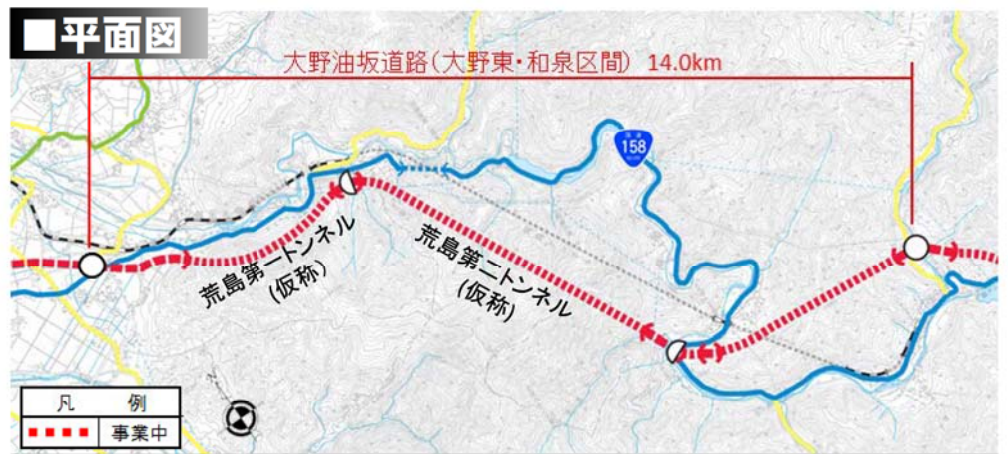 ■平面図
大野油坂道路(大野東・和泉区間) 14.0km
158
荒島第一トンネル
(仮称)
荒島第二トンネル
(仮称)
凡 例
事業中